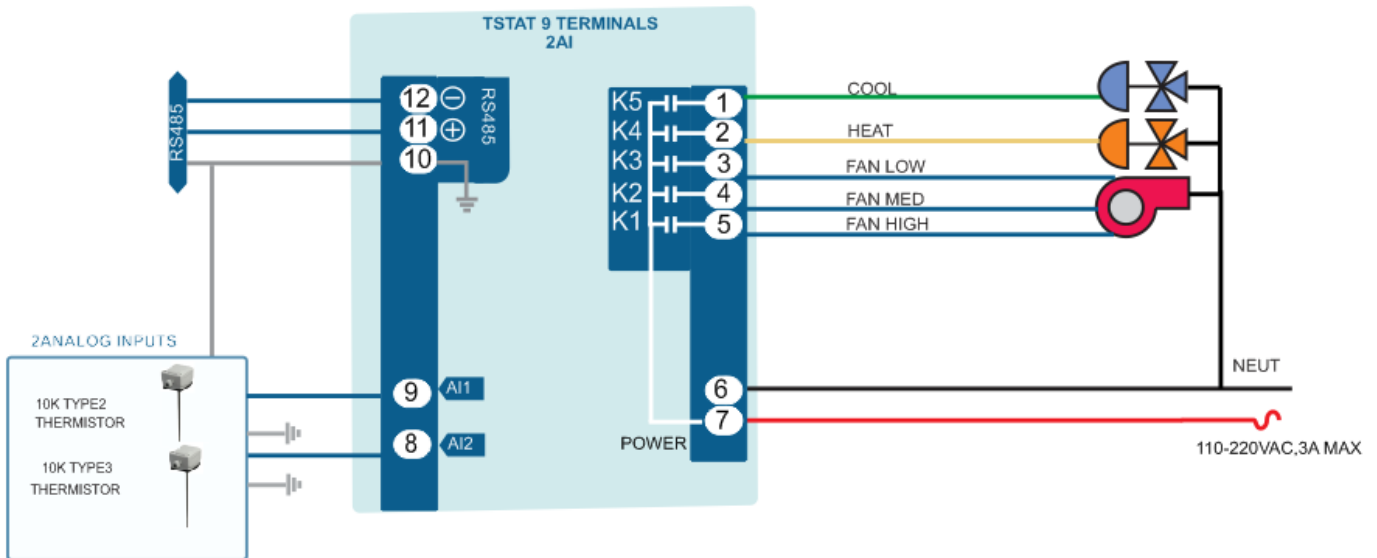 TSTAT 9 TERMINALS
2AI
RS485
12
11
10
RS485
9
AI1
8
AI2
2ANALOG INPUTS
10K TYPE2
THERMISTOR
10K TYPE3
THERMISTOR
K5
1
COOL
K4
2
HEAT
K3
3
FAN LOW
K2
4
FAN MED
K1
5
FAN HIGH
6
NEUT
7
POWER
110-220VAC,3A MAX